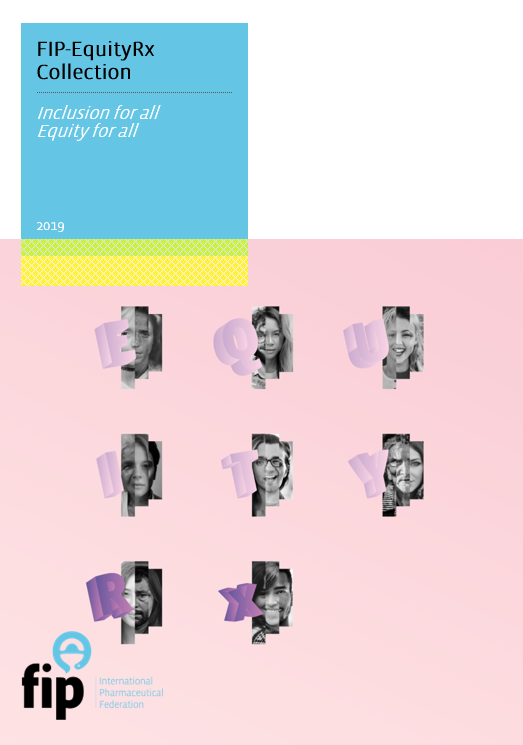 FIP-EquityRx
Collection
Inclusion for all
Equity for all
2019
E Q U
I T Y
R X
fip
International
Pharmaceutical
Federation